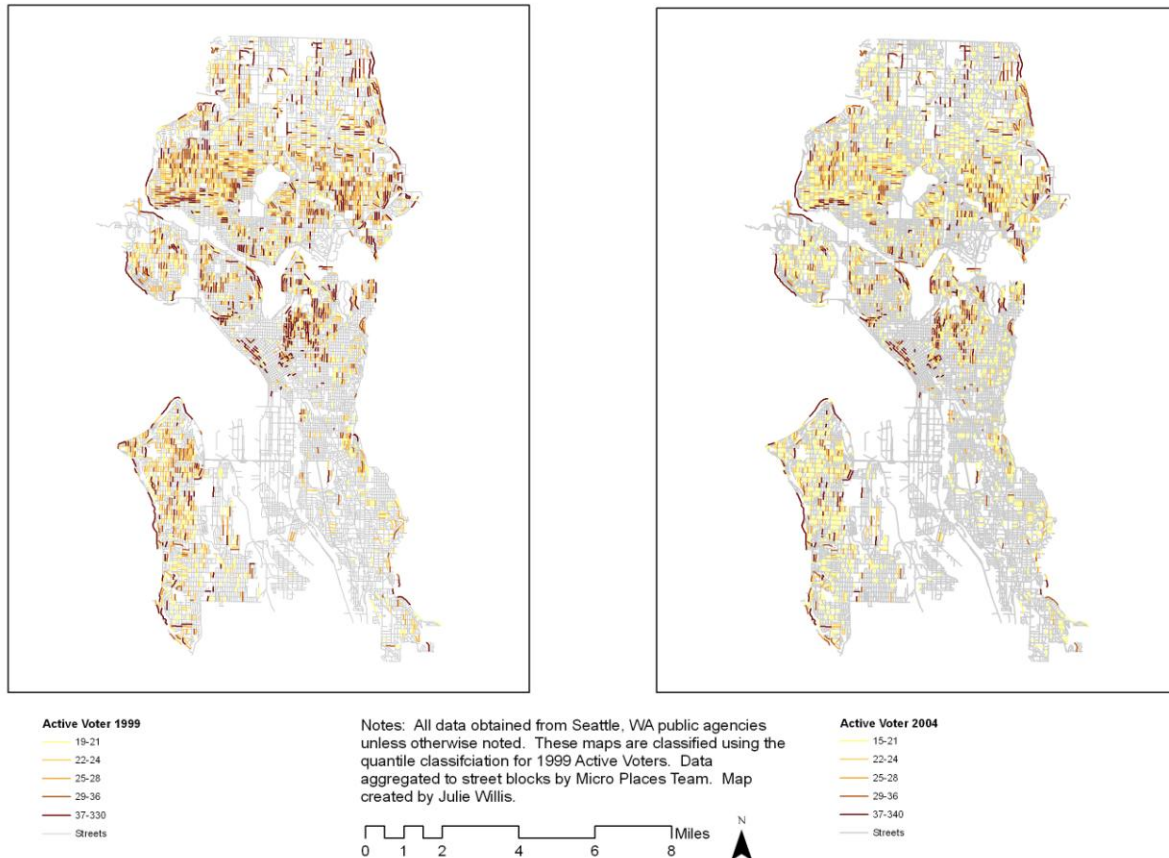 Active Voter 1999
19-21
22-24
25-28
29-36
37-330
Streets
Notes: All data obtained from Seattle, WA public agencies
unless otherwise noted. These maps are classified using the
quantile classifciation for 1999 Active Voters. Data
aggregated to street blocks by Micro Places Team. Map
created by Julie Willis.
Miles
0 1 2 4 6 8
N
Active Voter 2004
15-21
22-24
25-28
29-36
37-340
Streets